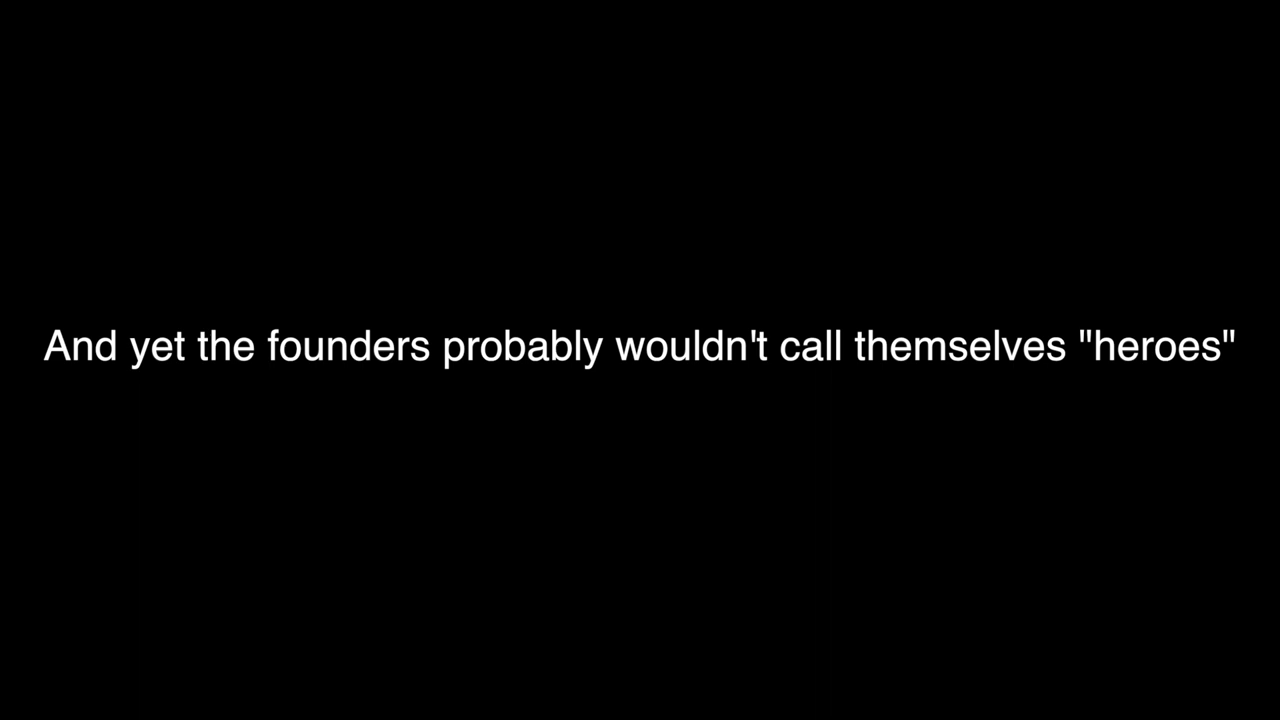 And yet the founders probably wouldn't call themselves "heroes"